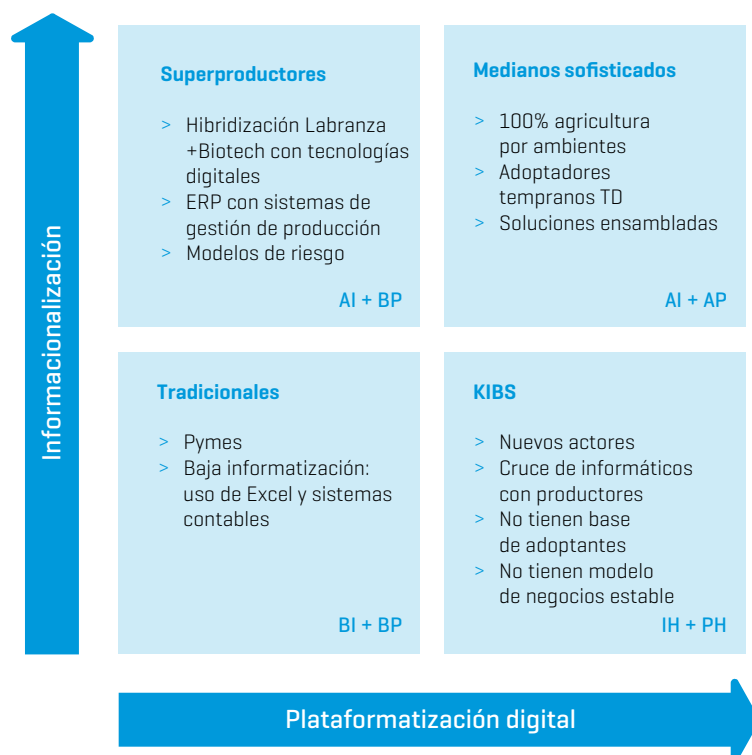 Informacionalización
Superproductores
> Hibridización Labranza
+Biotech con tecnologías
digitales
> ERP con sistemas de
gestión de producción
> Modelos de riesgo
AI + BP
Medianos sofisticados
> 100% agricultura
por ambientes
> Adoptadores
tempranos TD
> Soluciones ensambladas
AI + AP
Tradicionales
> Pymes
> Baja informatización:
uso de Excel y sistemas
contables
BI + BP
KIBS
> Nuevos actores
> Cruce de informáticos
con productores
> No tienen base
de adoptantes
> No tienen modelo
de negocios estable
IH + PH
Plataformatización digital